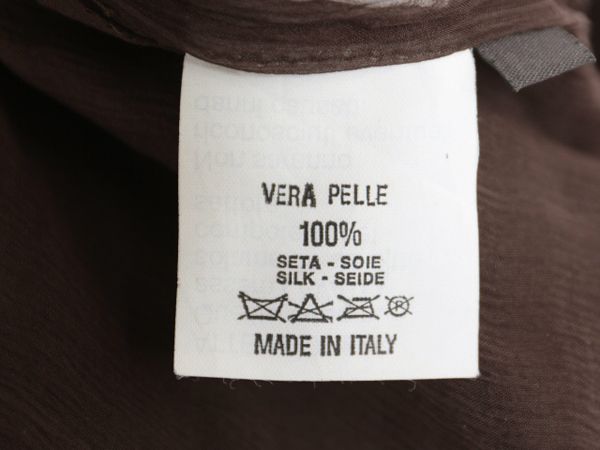 VERA PELLE
100%
SETA - SOIE
SILK - SEIDE
MADE IN ITALY